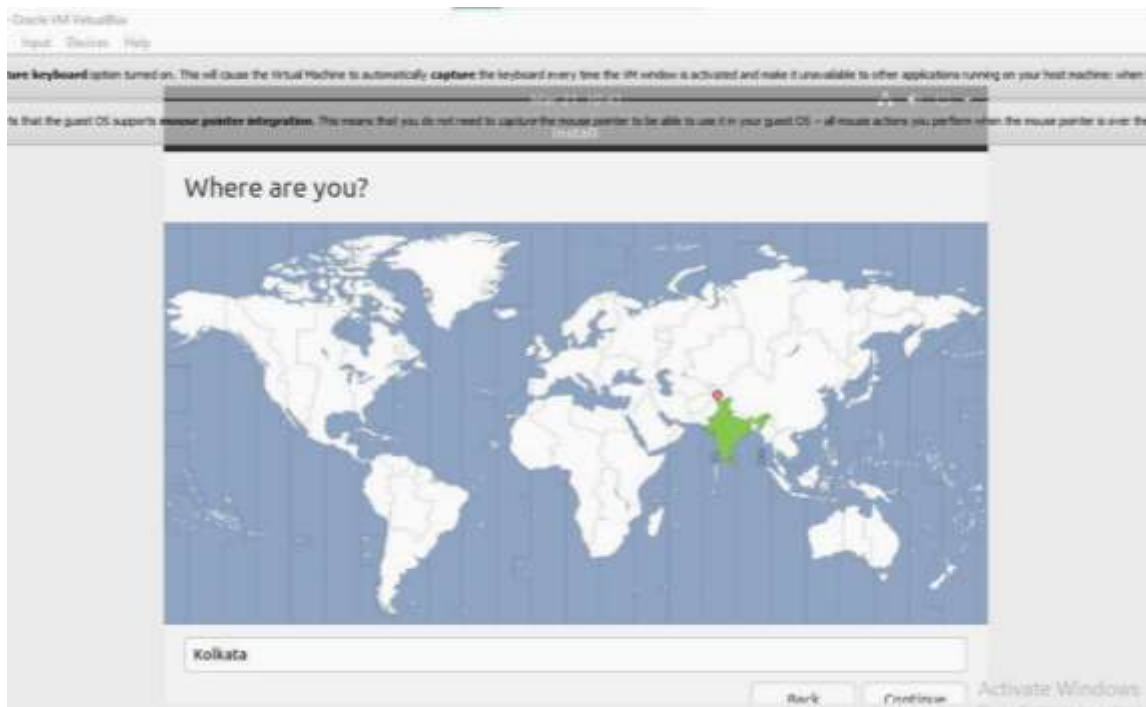 - Oracle VM VirtualBox
Input Devices Help
ure keyboard option turned on. This will cause the Virtual Machine to automatically capture the keyboard every time the VM window is activated and make it unavailable to other applications running on your host machine: when
ts that the guest OS supports mouse pointer integration. This means that you do not need to capture the mouse pointer to be able to use it in your guest OS -- all mouse actions you perform when the mouse pointer is over the
Install
Where are you?
Kolkata
Back Continue
Activate Windows